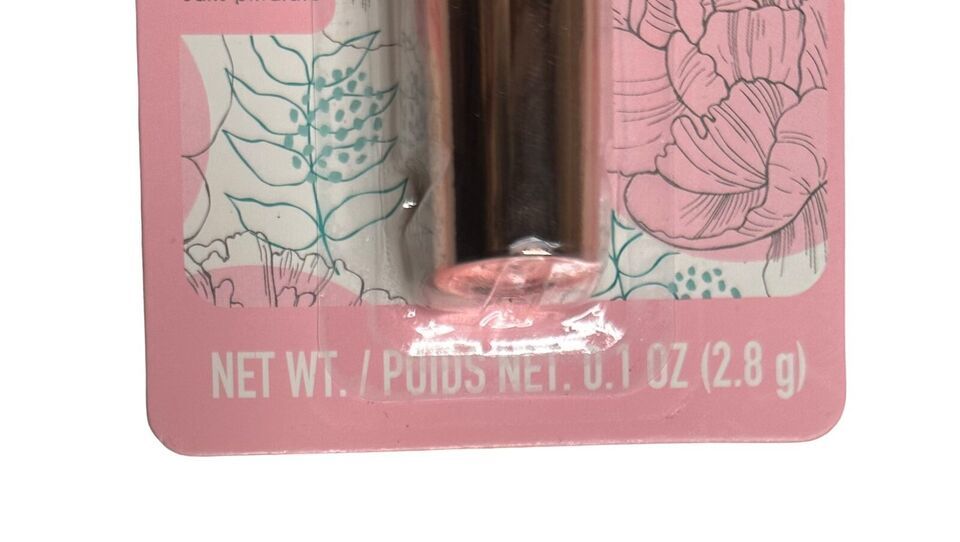 NET WT. / POIDS NET. 0.1 OZ (2.8 g)